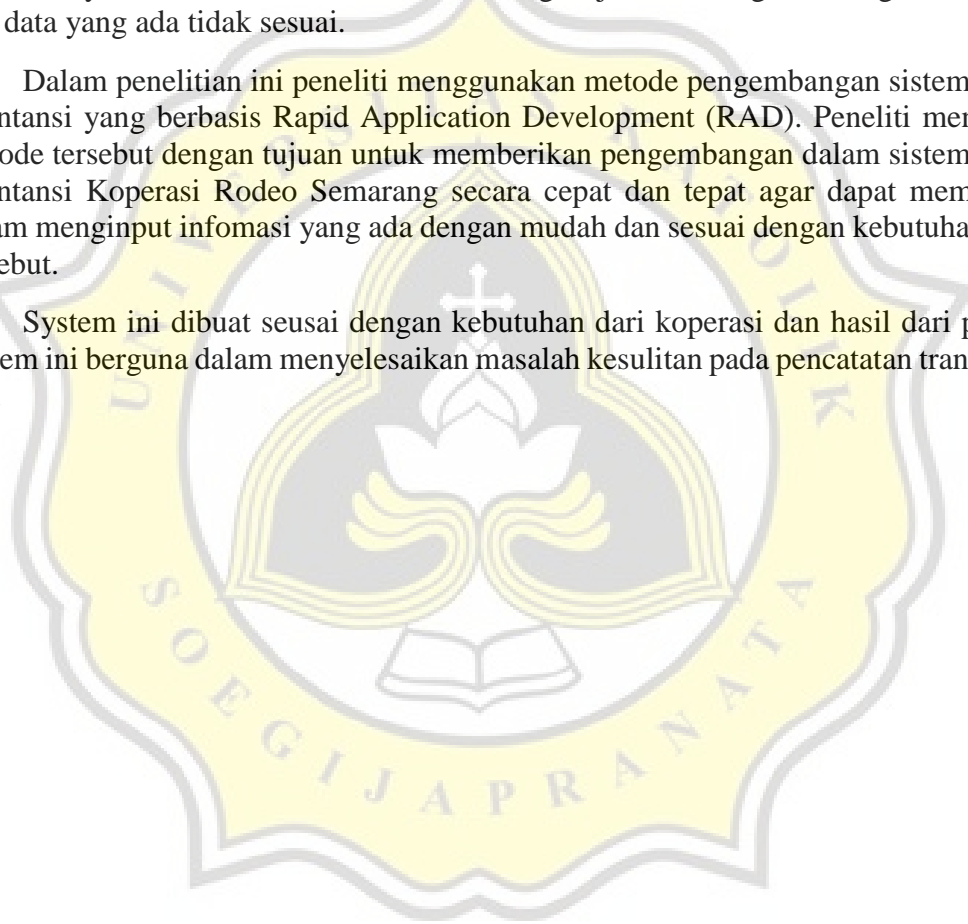 data yang ada tidak sesuai.
Dalam penelitian ini peneliti menggunakan metode pengembangan sistem
ntansi yang berbasis Rapid Application Development (RAD). Peneliti men
ode tersebut dengan tujuan untuk memberikan pengembangan dalam sistem
ntansi Koperasi Rodeo Semarang secara cepat dan tepat agar dapat mem
am menginput infomasi yang ada dengan mudah dan sesuai dengan kebutuha
ebut.
System ini dibuat seusai dengan kebutuhan dari koperasi dan hasil dari p
em ini berguna dalam menyelesaikan masalah kesulitan pada pencatatan tran
UNIVERSITAS KATOLIK
SOEGIJAPRANATA